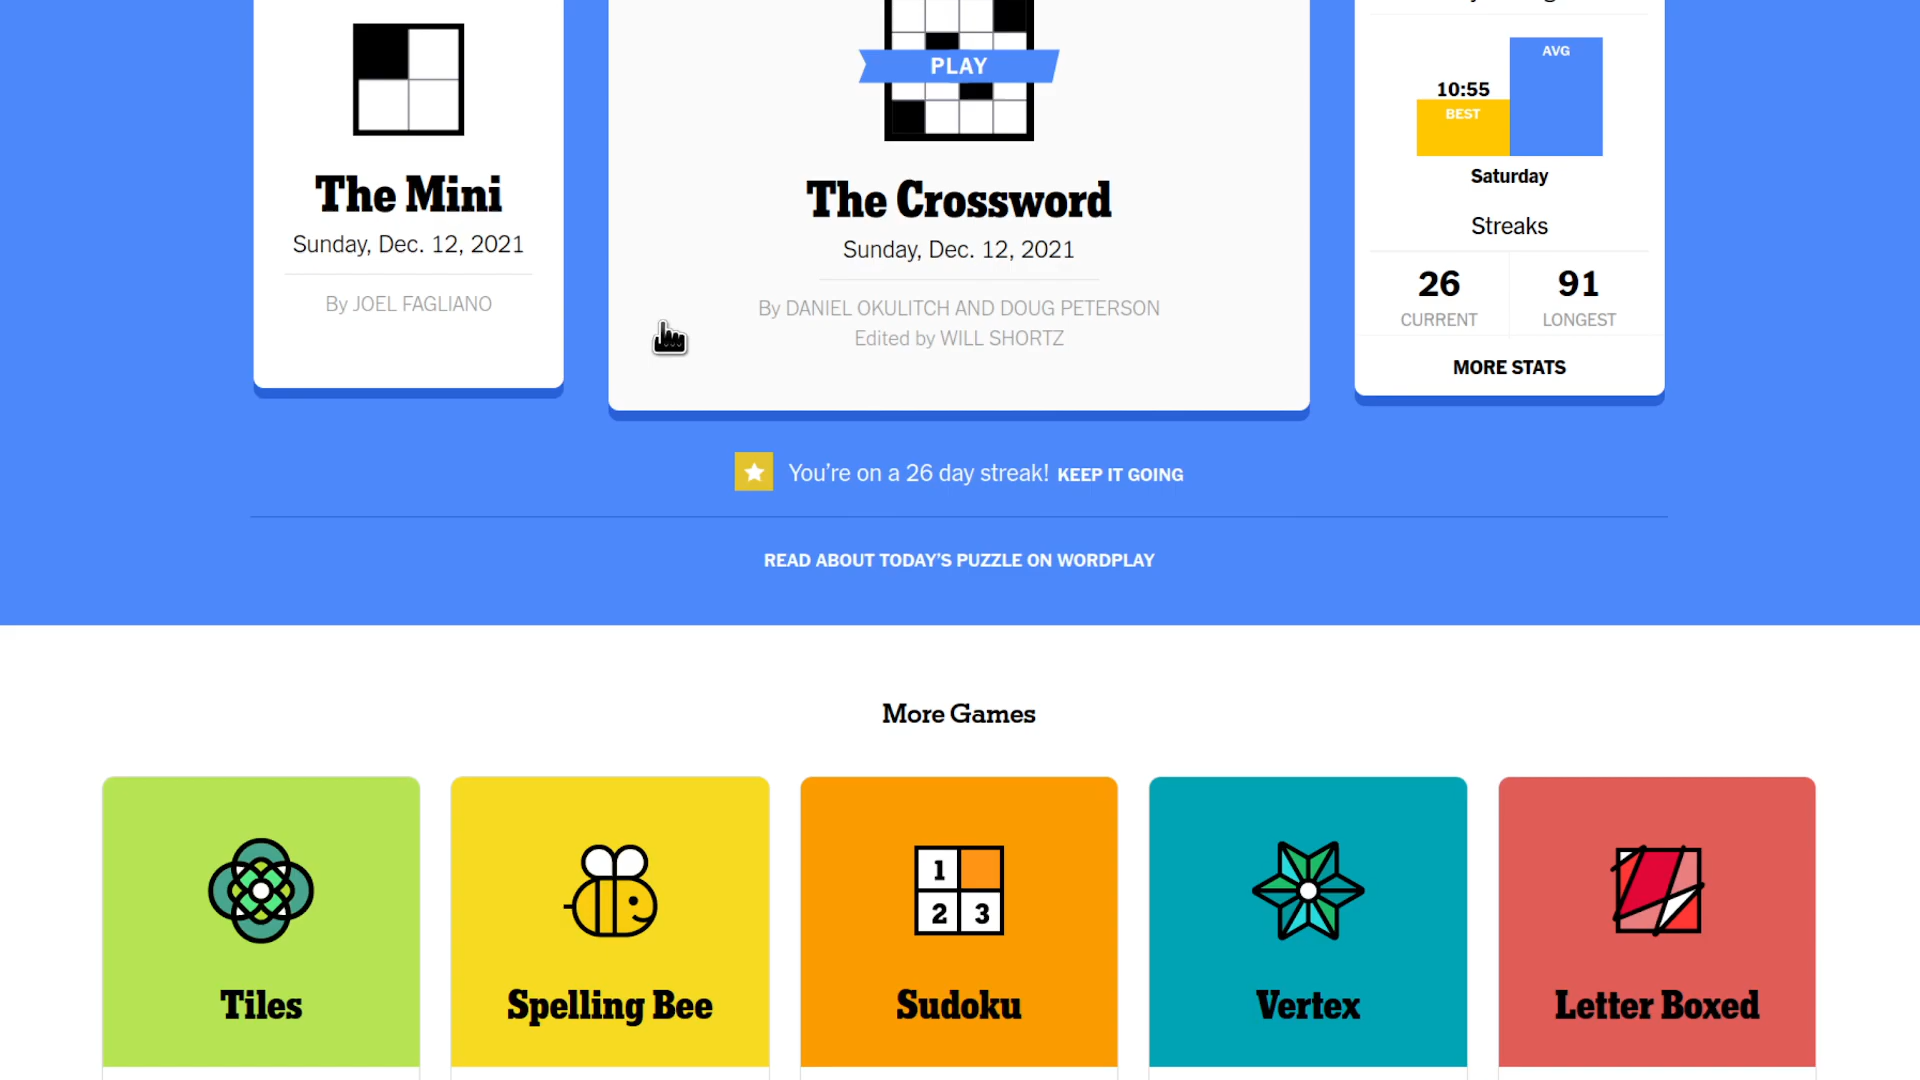 PLAY
The Mini
Sunday, Dec. 12, 2021
By JOEL FAGLIANO
The Crossword
Sunday, Dec. 12, 2021
By DANIEL OKULITCH AND DOUG PETERSON
Edited by WILL SHORTZ
AVG
10:55
BEST
Saturday
Streaks
26
91
CURRENT
LONGEST
MORE STATS
You're on a 26 day streak! KEEP IT GOING
READ ABOUT TODAY'S PUZZLE ON WORDPLAY
More Games
1
2 3
Tiles
Spelling Bee
Sudoku
Vertex
Letter Boxed